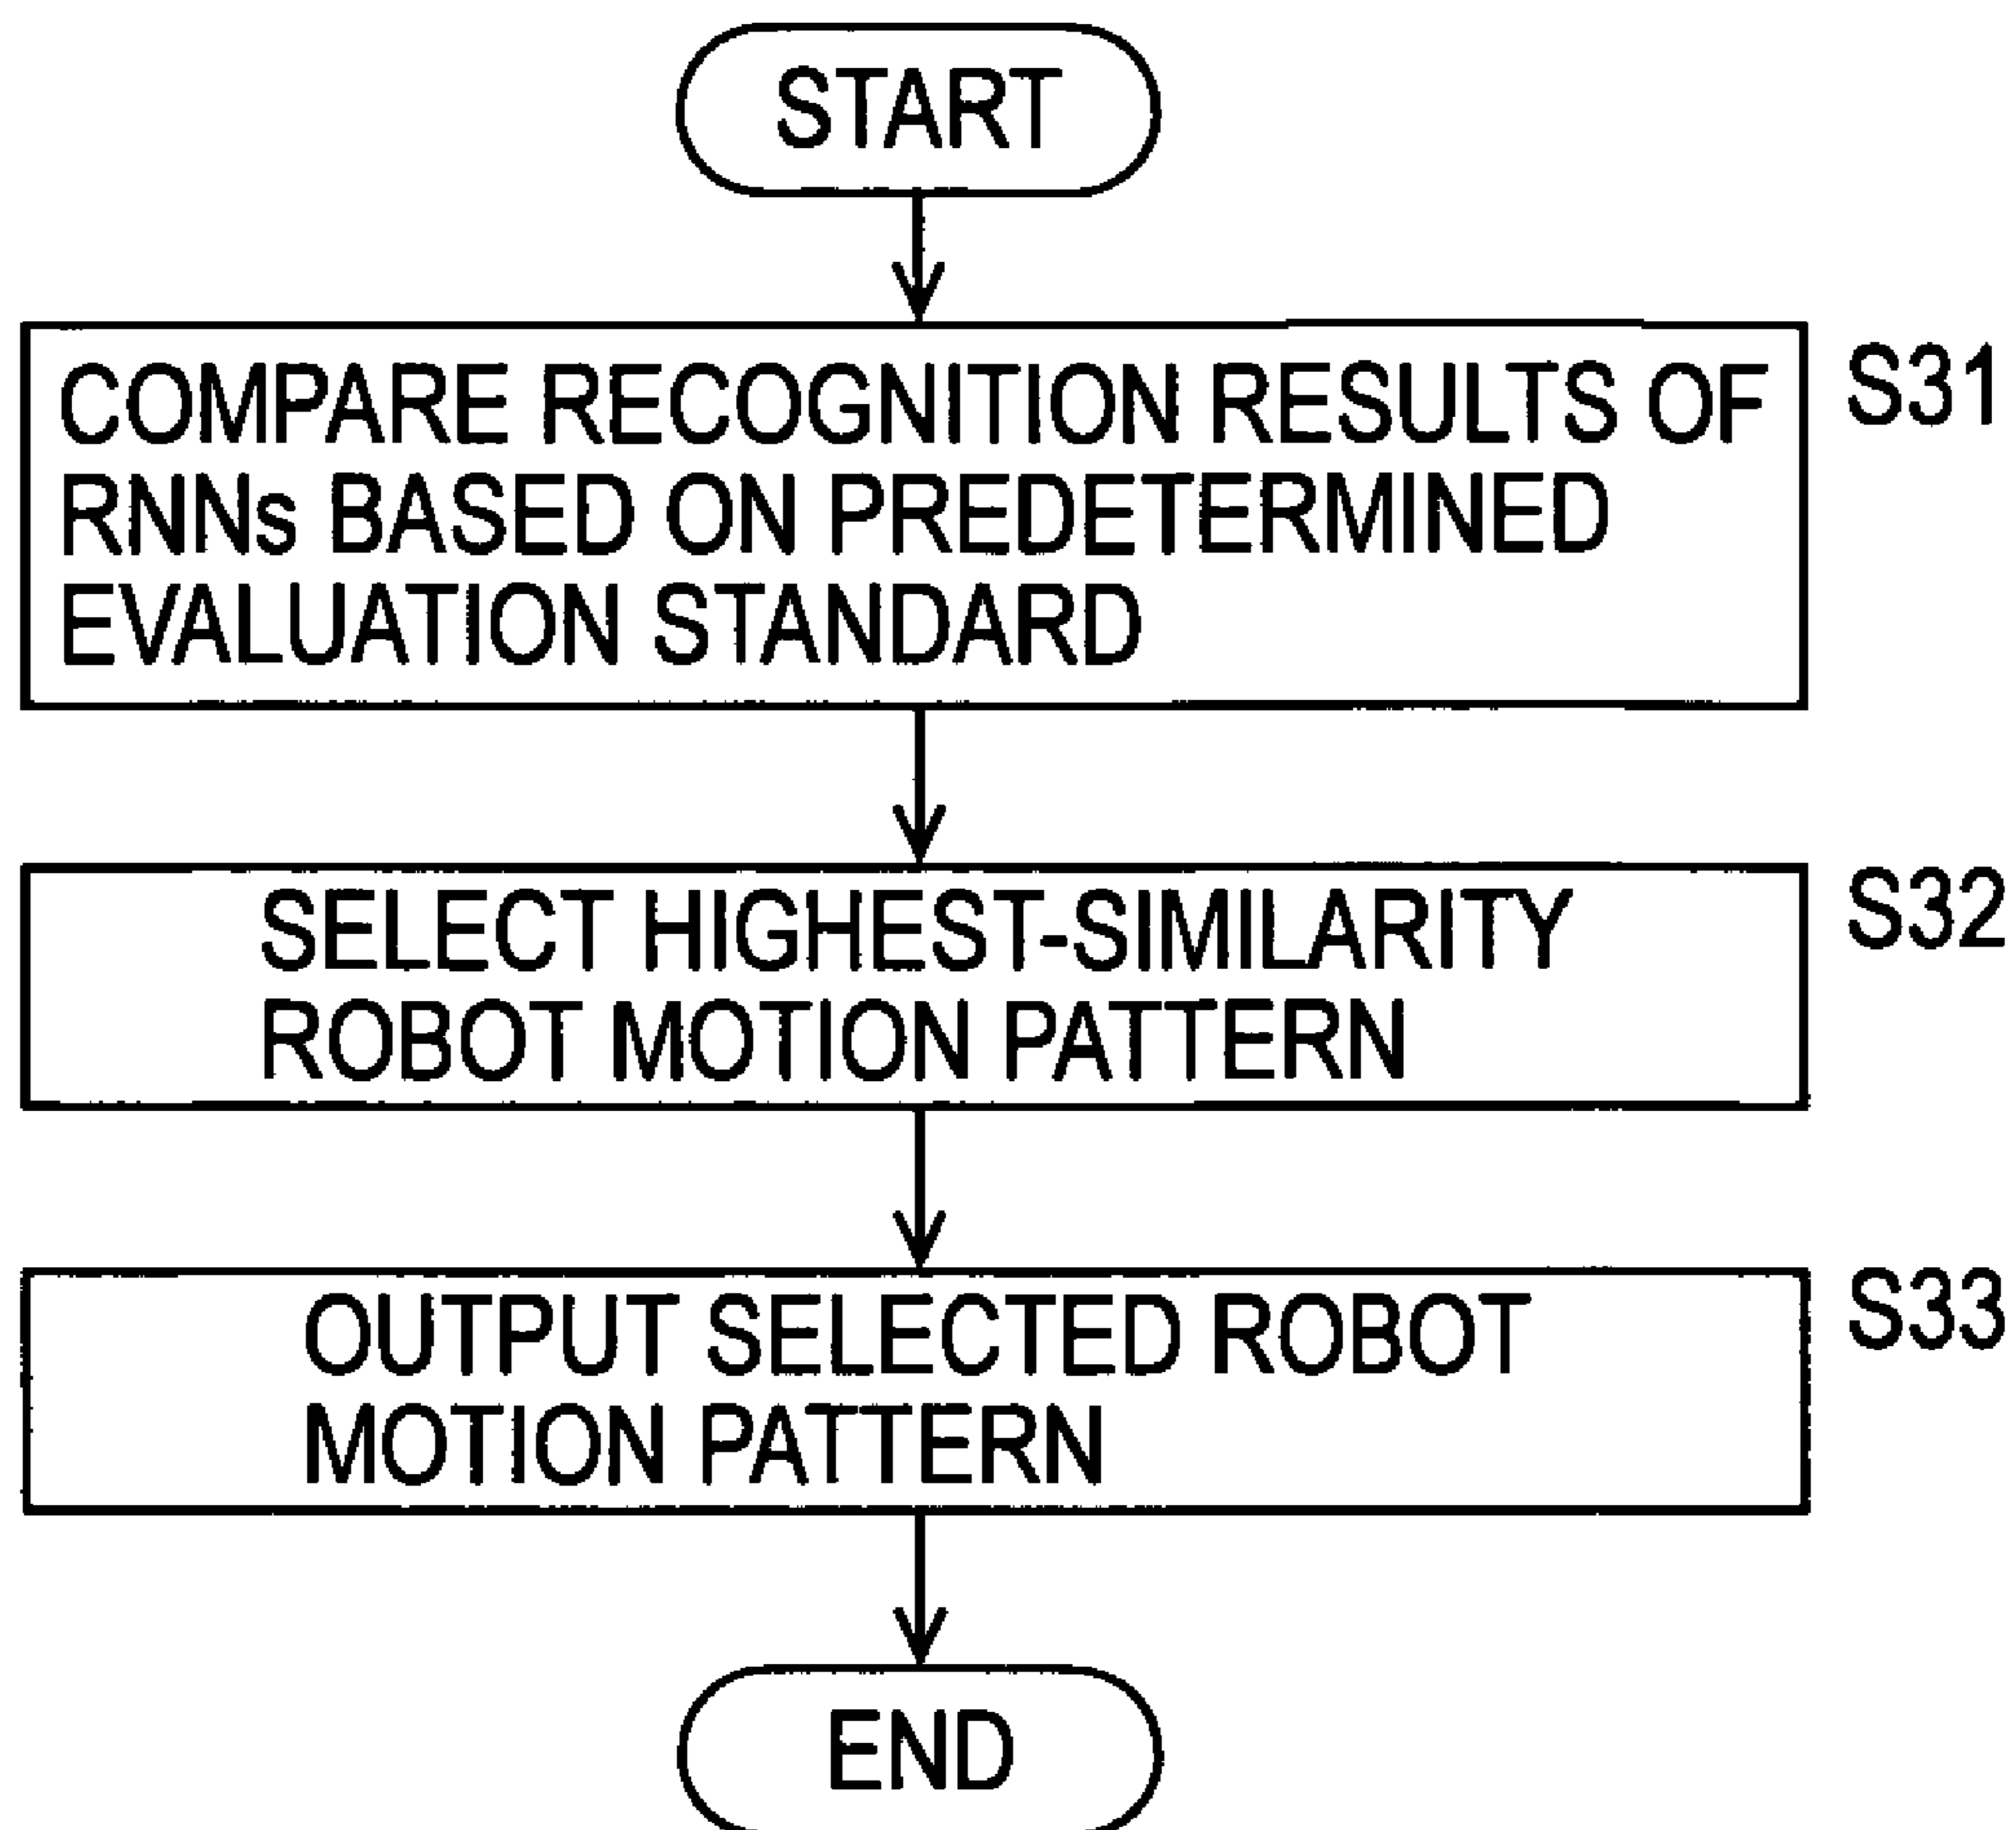 START
COMPARE RECOGNITION RESULTS OF
RNNs BASED ON PREDETERMINED
EVALUATION STANDARD
S31
SELECT HIGHEST-SIMILARITY
ROBOT MOTION PATTERN
S32
OUTPUT SELECTED ROBOT
MOTION PATTERN
S33
END